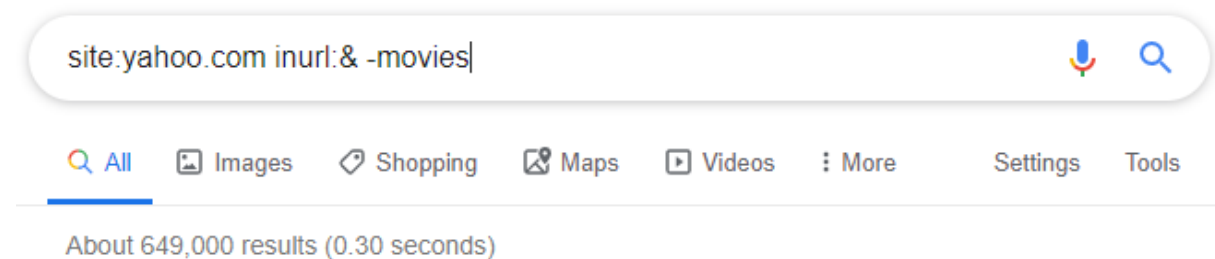 site:yahoo.com inurl:& -movies
All Images Shopping Maps Videos More Settings Tools
About 649,000 results (0.30 seconds)